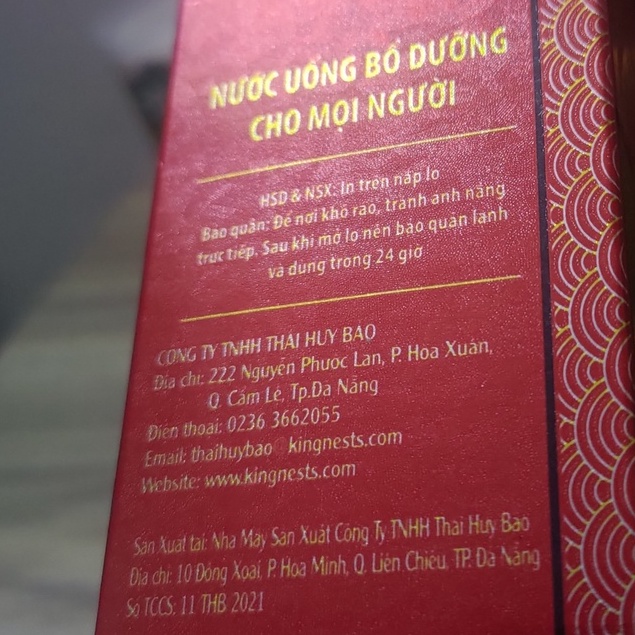 NƯỚC UỐNG BỔ DƯỠNG
CHO MỌI NGƯỜI
HSD & NSX: In trên nắp lọ
Bảo quản: Để nơi khô ráo, tránh ánh nắng
trực tiếp. Sau khi mở lọ nên bảo quản lạnh
và dùng trong 24 giờ
CÔNG TY TNHH THÁI HUY BẢO
Địa chỉ: 222 Nguyễn Phước Lan, P. Hòa Xuân,
Q. Cẩm Lệ, Tp.Đà Nẵng
Điện thoại: 0236 3662055
Email: thaihuybao kingnests.com
Website: www.kingnests.com
Sản Xuất tại: Nhà Máy Sản Xuất Công Ty TNHH Thái Huy Bảo
Địa chỉ: 10 Đồng Xoài, P. Hòa Minh, Q. Liên Chiểu, TP. Đà Nẵng
Số TCCS: 11 THB 2021